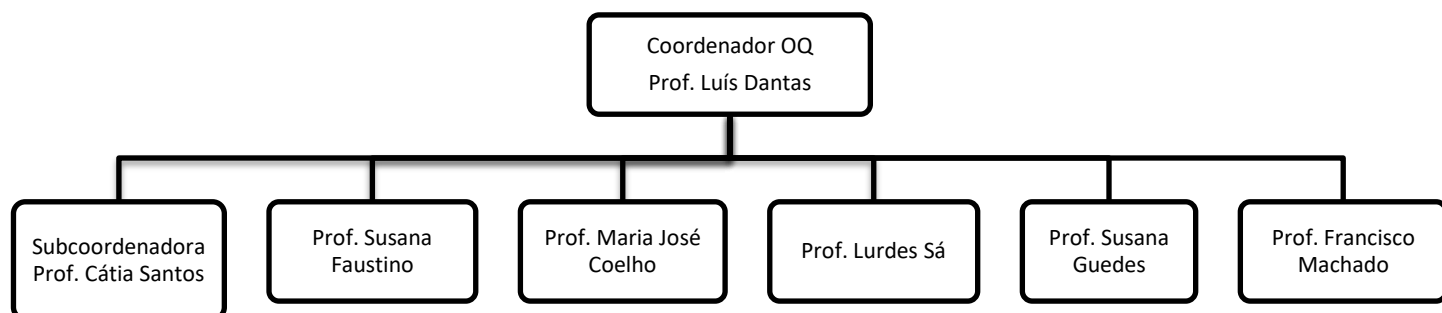 Coordenador OQ
Prof. Luís Dantas
Subcoordenadora
Prof. Cátia Santos
Prof. Susana
Faustino
Prof. Maria José
Coelho
Prof. Lurdes Sá
Prof. Susana
Guedes
Prof. Francisco
Machado